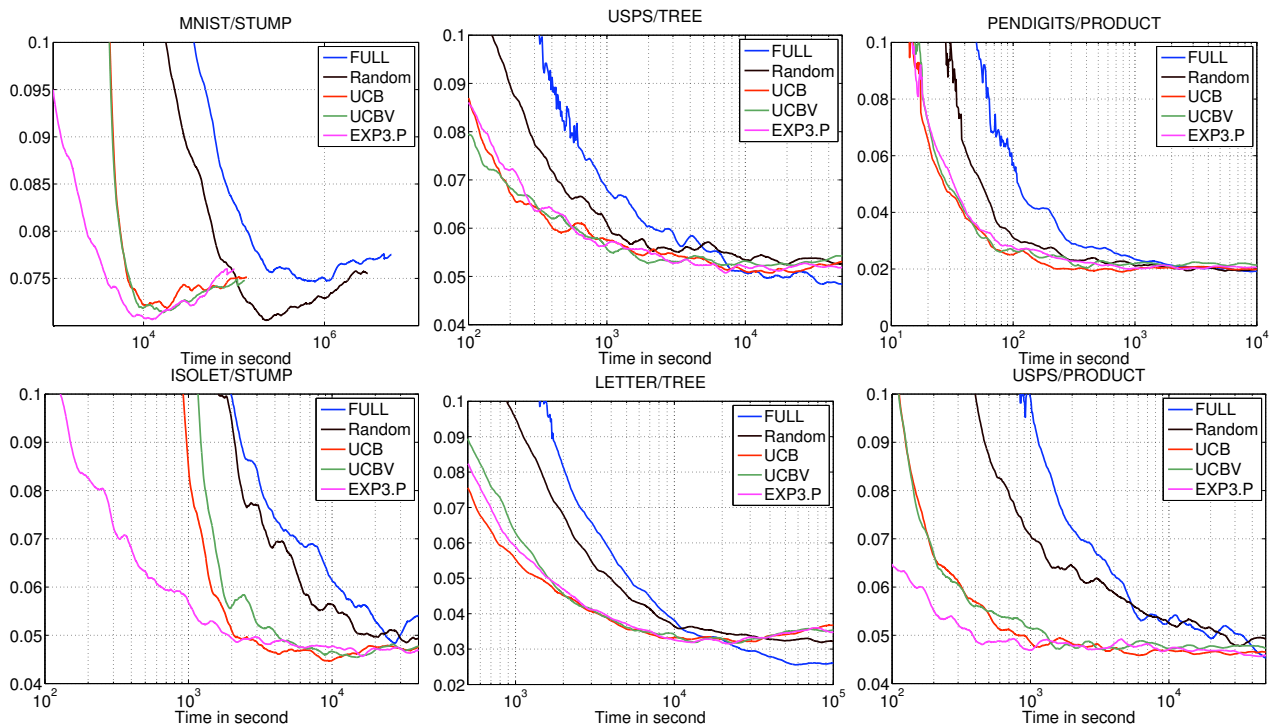 MNIST/STUMP
0.1
0.095
0.09
0.085
0.08
0.075
10^4
10^6
Time in second
FULL
Random
UCB
UCBV
EXP3.P
USPS/TREE
0.1
0.09
0.08
0.07
0.06
0.05
0.04
10^2
10^3
10^4
Time in second
FULL
Random
UCB
UCBV
EXP3.P
PENDIGITS/PRODUCT
0.1
0.08
0.06
0.04
0.02
0
10^1
10^2
10^3
10^4
Time in second
FULL
Random
UCB
UCBV
EXP3.P
ISOLET/STUMP
0.1
0.09
0.08
0.07
0.06
0.05
0.04
10^2
10^3
10^4
Time in second
FULL
Random
UCB
UCBV
EXP3.P
LETTER/TREE
0.1
0.09
0.08
0.07
0.06
0.05
0.04
0.03
0.02
10^3
10^4
10^5
Time in second
FULL
Random
UCB
UCBV
EXP3.P
USPS/PRODUCT
0.1
0.09
0.08
0.07
0.06
0.05
0.04
10^2
10^3
10^4
Time in second
FULL
Random
UCB
UCBV
EXP3.P